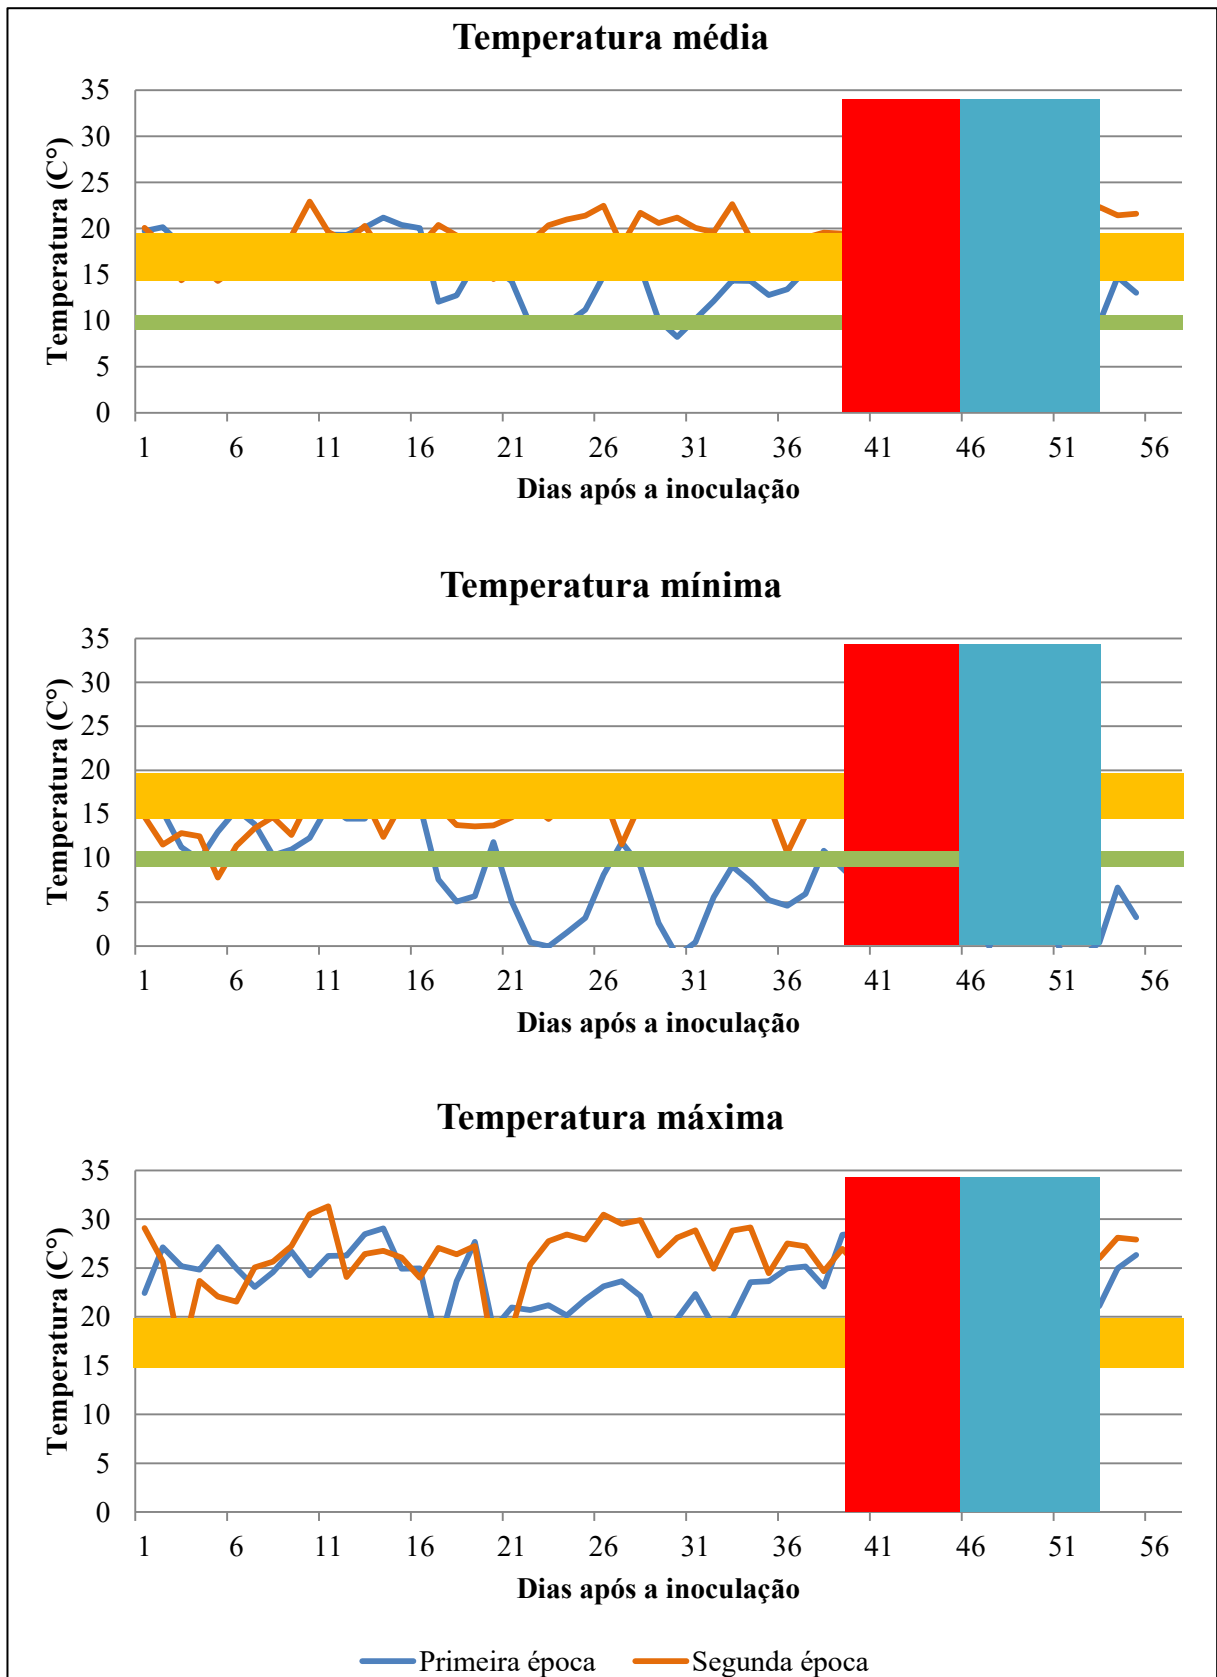 Temperatura média
35
30
25
20
15
10
5
0
Temperatura (C°)
1 6 11 16 21 26 31 36 41 46 51 56
Dias após a inoculação
Temperatura mínima
35
30
25
20
15
10
5
0
Temperatura (C°)
1 6 11 16 21 26 31 36 41 46 51 56
Dias após a inoculação
Temperatura máxima
35
30
25
20
15
10
5
0
Temperatura (C°)
1 6 11 16 21 26 31 36 41 46 51 56
Dias após a inoculação
Primeira época Segunda época